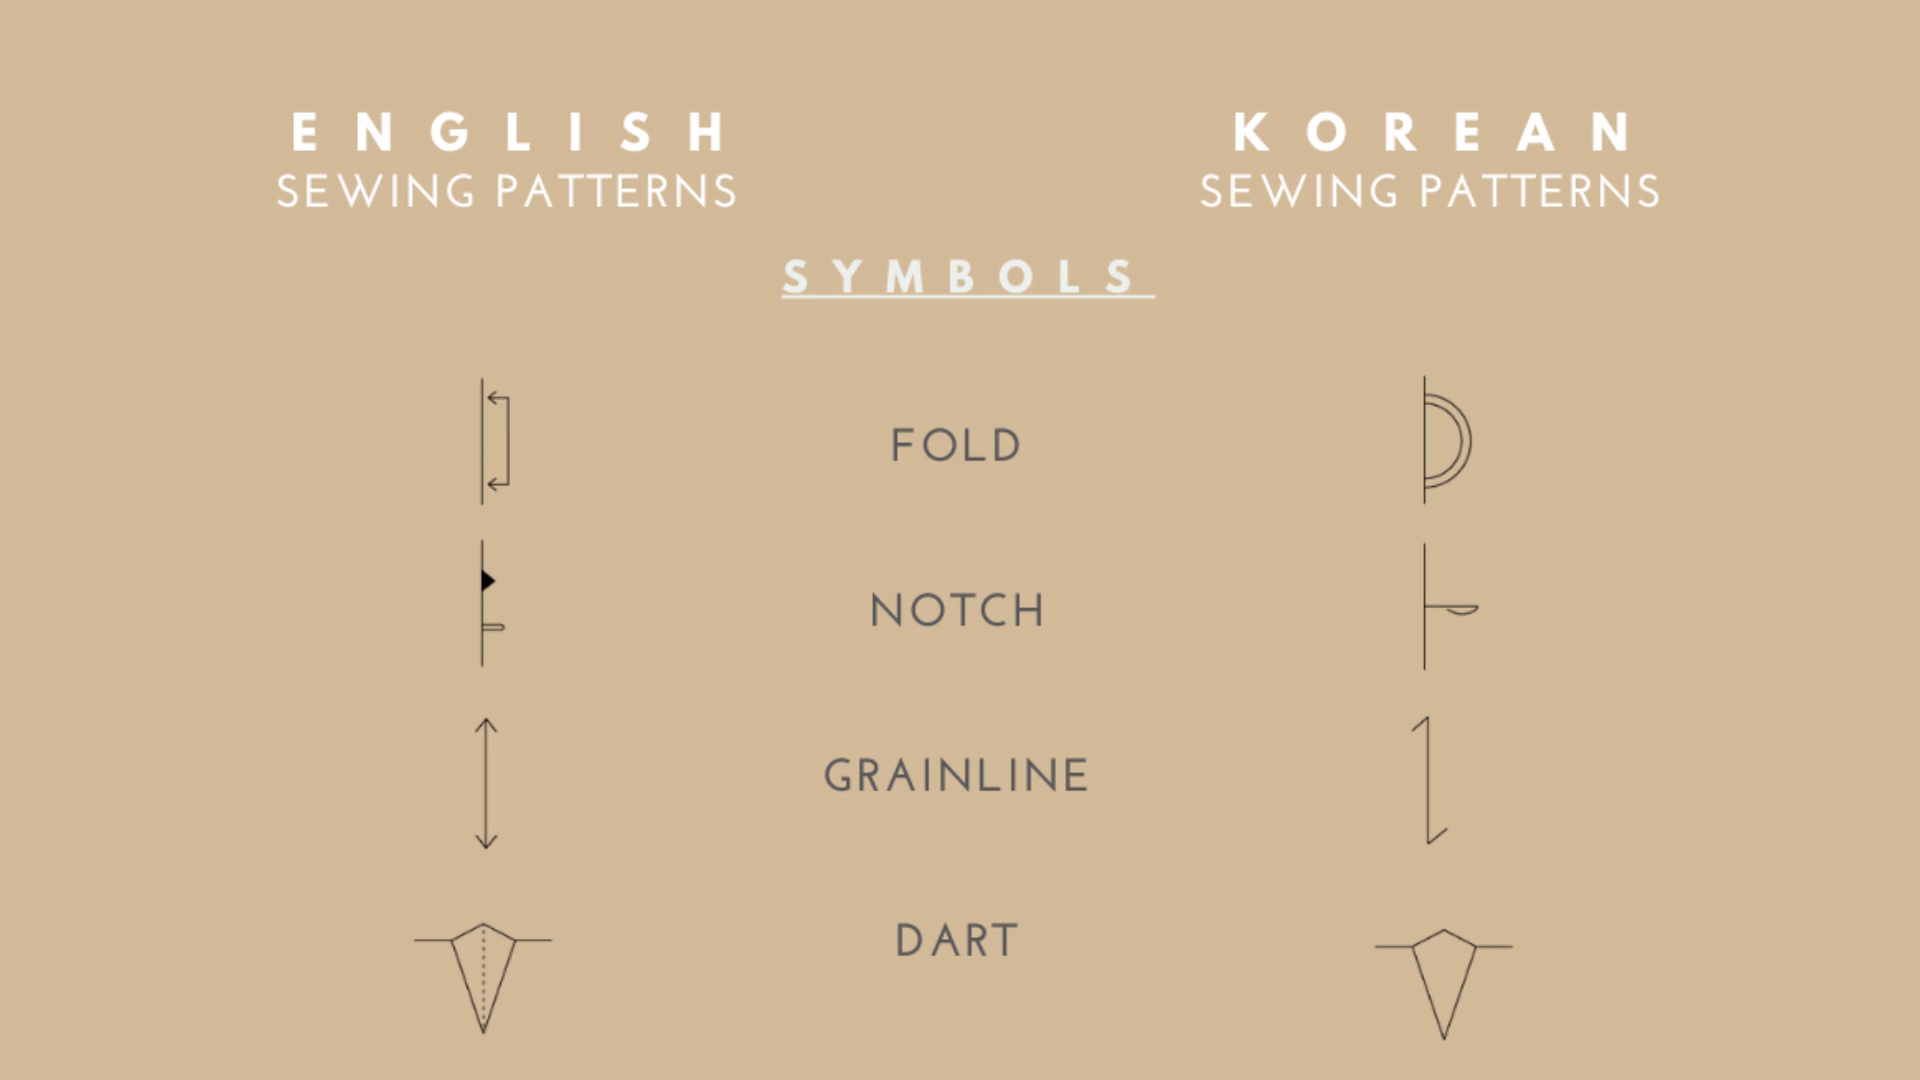 ENGLISH
SEWING PATTERNS
KOREAN
SEWING PATTERNS
SYMBOLS
FOLD
NOTCH
GRAINLINE
DART